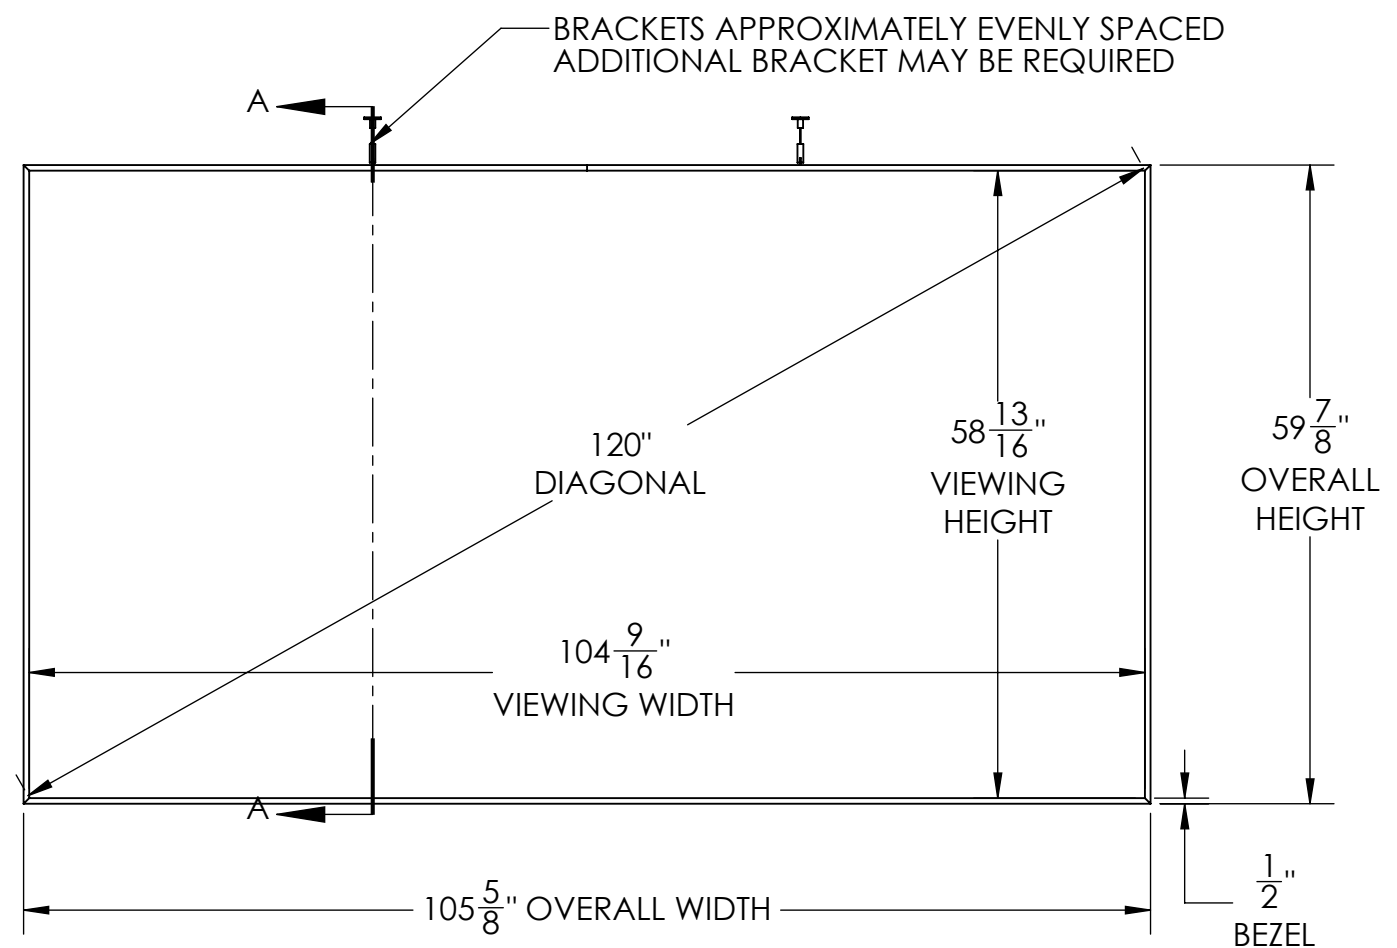 BRACKETS APPROXIMATELY EVENLY SPACED
ADDITIONAL BRACKET MAY BE REQUIRED
A
120"
DIAGONAL
58 13/16"
VIEWING
HEIGHT
59 7/8"
OVERALL
HEIGHT
104 9/16"
VIEWING WIDTH
A
105 5/8" OVERALL WIDTH
1/2"
BEZEL